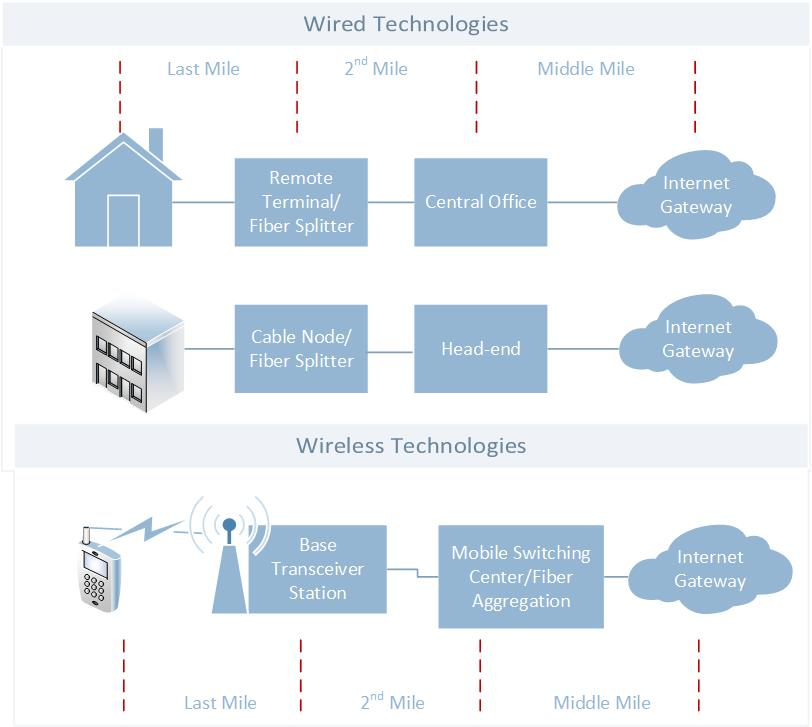 Wired Technologies
Last Mile
2nd Mile
Middle Mile
Remote
Terminal/
Fiber Splitter
Central Office
Internet
Gateway
Cable Node/
Fiber Splitter
Head-end
Internet
Gateway
Wireless Technologies
Base
Transceiver
Station
Mobile Switching
Center/Fiber
Aggregation
Internet
Gateway
Last Mile
2nd Mile
Middle Mile